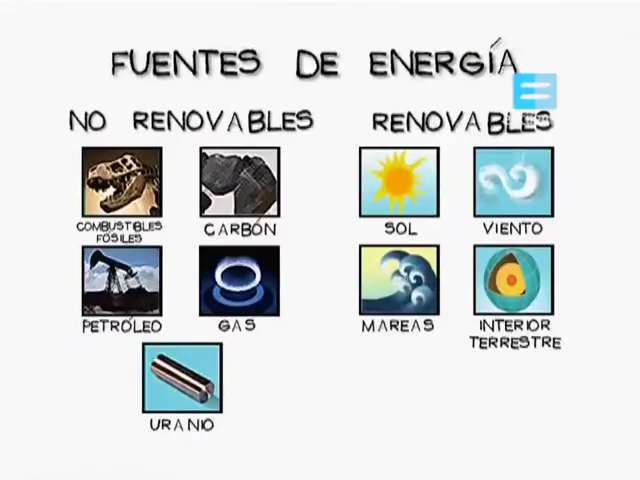 FUENTES DE ENERGÍA
NO RENOVABLES
COMBUSTIBLES
FÓSILES
CARBÓN
PETRÓLEO
GAS
URANIO
RENOVABLES
SOL
VIENTO
MAREAS
INTERIOR
TERRESTRE